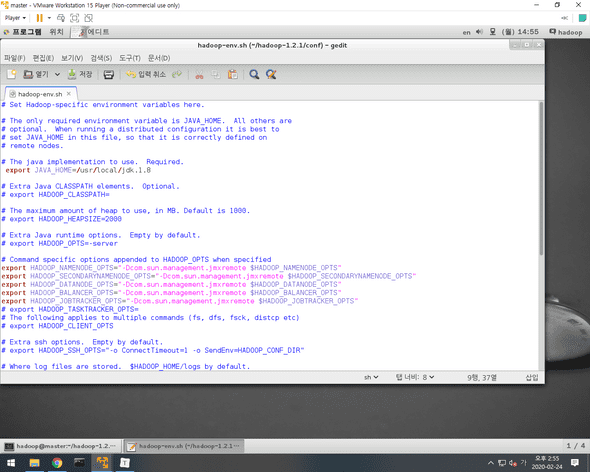 master - VMware Workstation 15 Player (Non-commercial use only)
Player
프로그램 위치 지에디트 en (월) 14:55 hadoop
hadoop-env.sh (~/hadoop-1.2.1/conf) - gedit
파일(F) 편집(E) 보기(V) 검색(S) 도구(T) 문서(D)
열기 저장 입력 취소
hadoop-env.sh
# Set Hadoop-specific environment variables here.
# The only required environment variable is JAVA_HOME. All others are
# optional. When running a distributed configuration it is best to
# set JAVA_HOME in this file, so that it is correctly defined on
# remote nodes.
# The java implementation to use. Required.
export JAVA_HOME=/usr/local/jdk.1.8
# Extra Java CLASSPATH elements. Optional.
# export HADOOP_CLASSPATH=
# The maximum amount of heap to use, in MB. Default is 1000.
# export HADOOP_HEAPSIZE=2000
# Extra Java runtime options. Empty by default.
# export HADOOP_OPTS=-server
# Command specific options appended to HADOOP_OPTS when specified
export HADOOP_NAMENODE_OPTS="-Dcom.sun.management.jmxremote $HADOOP_NAMENODE_OPTS"
export HADOOP_SECONDARYNAMENODE_OPTS="-Dcom.sun.management.jmxremote $HADOOP_SECONDARYNAMENODE_OPTS"
export HADOOP_DATANODE_OPTS="-Dcom.sun.management.jmxremote $HADOOP_DATANODE_OPTS"
export HADOOP_BALANCER_OPTS="-Dcom.sun.management.jmxremote $HADOOP_BALANCER_OPTS"
export HADOOP_JOBTRACKER_OPTS="-Dcom.sun.management.jmxremote $HADOOP_JOBTRACKER_OPTS"
# export HADOOP_TASKTRACKER_OPTS=
# The following applies to multiple commands (fs, dfs, fsck, distcp etc)
# export HADOOP_CLIENT_OPTS
# Extra ssh options. Empty by default.
# export HADOOP_SSH_OPTS="-o ConnectTimeout=1 -o SendEnv=HADOOP_CONF_DIR"
# Where log files are stored. $HADOOP_HOME/logs by default.
sh 탭 너비: 8 9행, 37열 삽입
hadoop@master:~/hadoop-1.2.… hadoop-env.sh (~/hadoop-1.2.1… 1 / 4
가 오후 2:55
2020-02-24